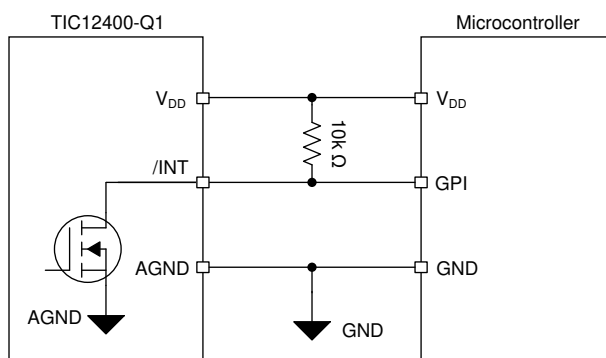 TIC12400-Q1
Microcontroller
VDD
VDD
10k Ω
/INT
GPI
AGND
GND
AGND
GND